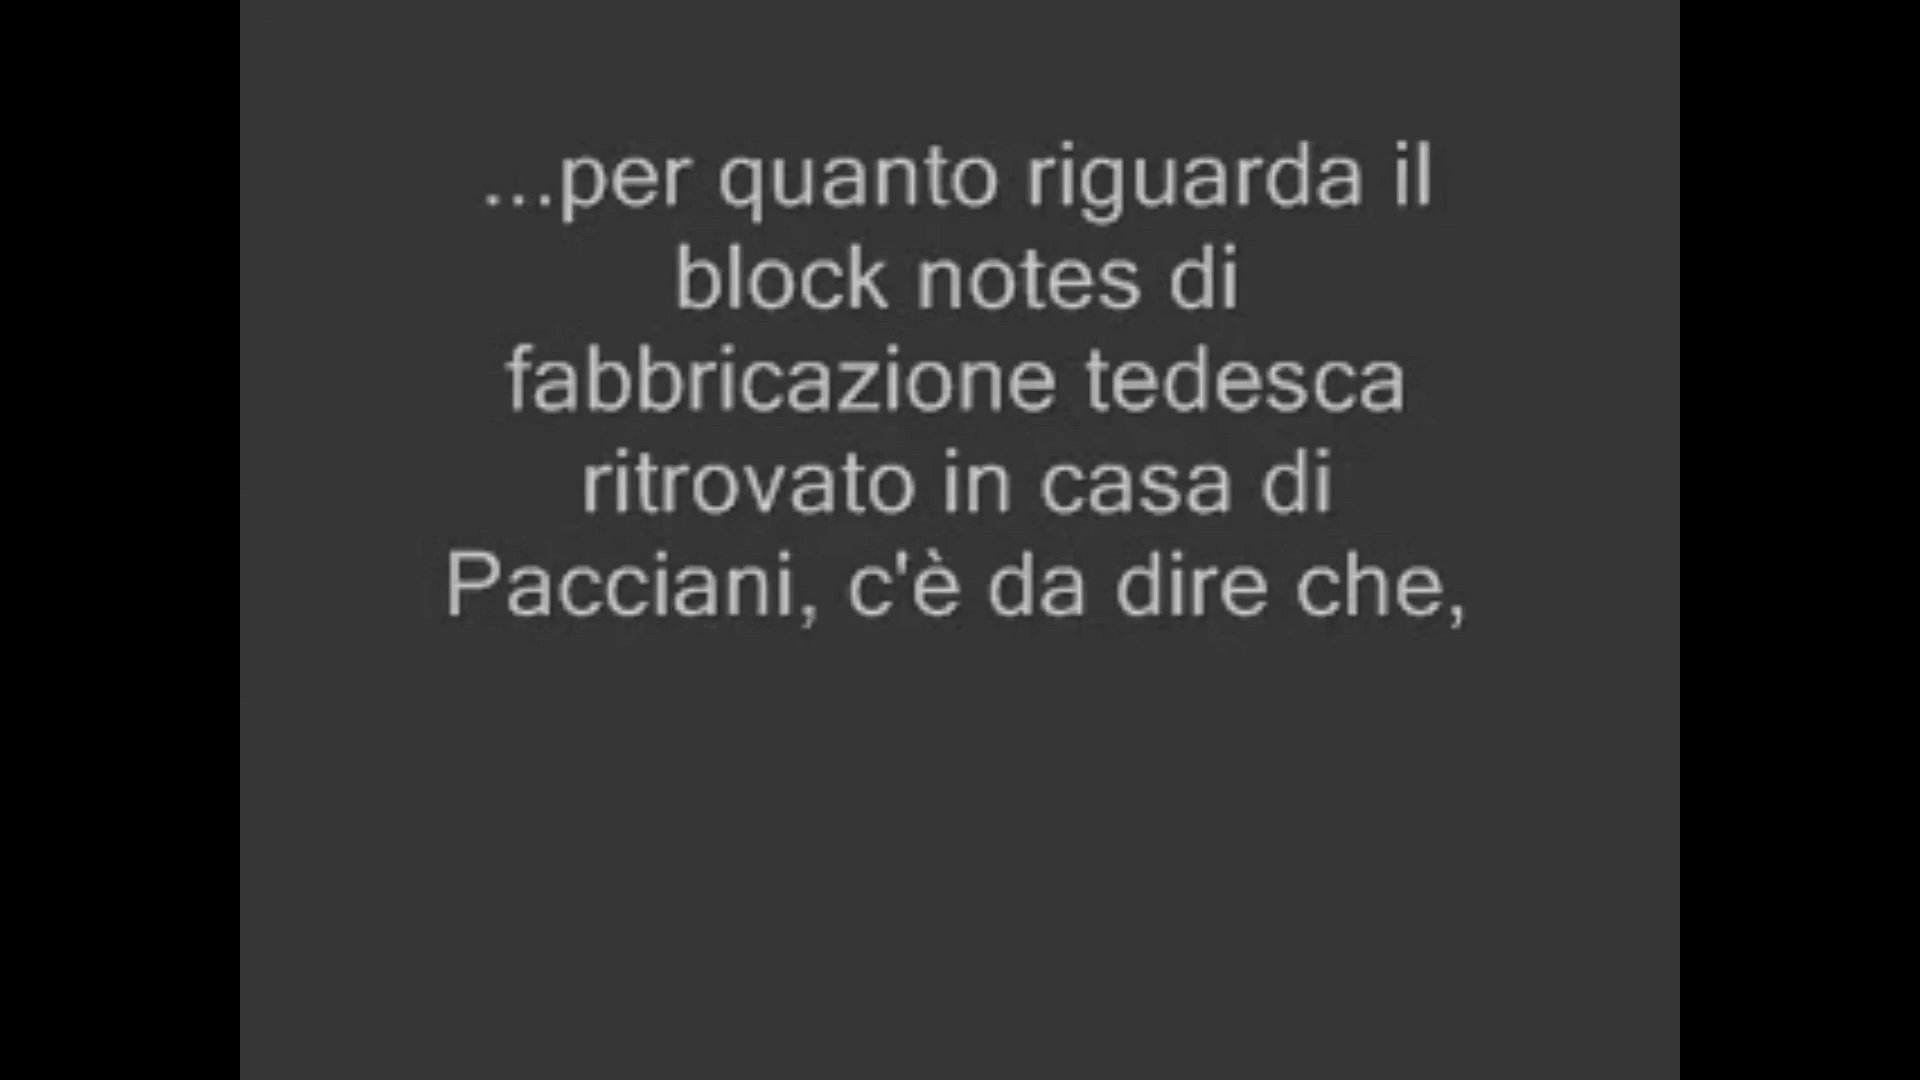 ...per quanto riguarda il
block notes di
fabbricazione tedesca
ritrovato in casa di
Pacciani, c'è da dire che,